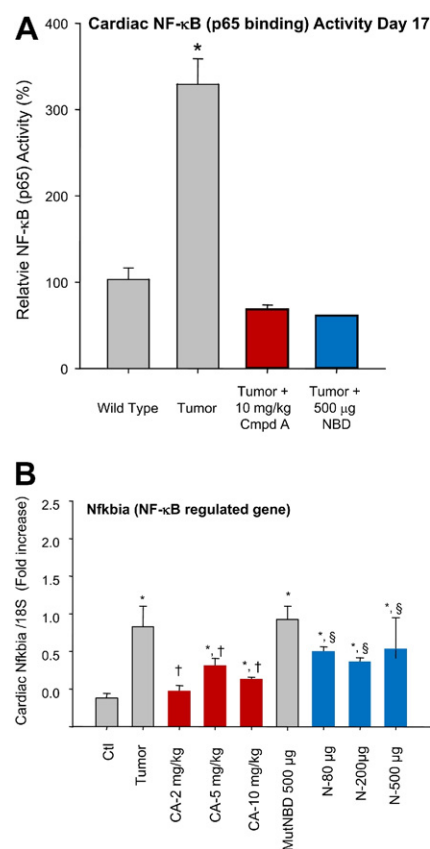 A
Cardiac NF-κB (p65 binding) Activity Day 17
Relatvie NF-κB (p65) Activity (%)
400
300
200
100
0
*
Wild Type
Tumor
Tumor +
10 mg/kg
Cmpd A
Tumor +
500 µg
NBD
B
Nfkbia (NF-κB regulated gene)
Cardiac Nfkbia /18S (Fold increase)
2.5
2.0
1.5
1.0
0.5
0.0
*
†
*, †
*, †
*
*, §
*, §
*, §
Ctl
Tumor
CA-2 mg/kg
CA-5 mg/kg
CA-10 mg/kg
MutNBD 500 µg
N-80 µg
N-200µg
N-500 µg